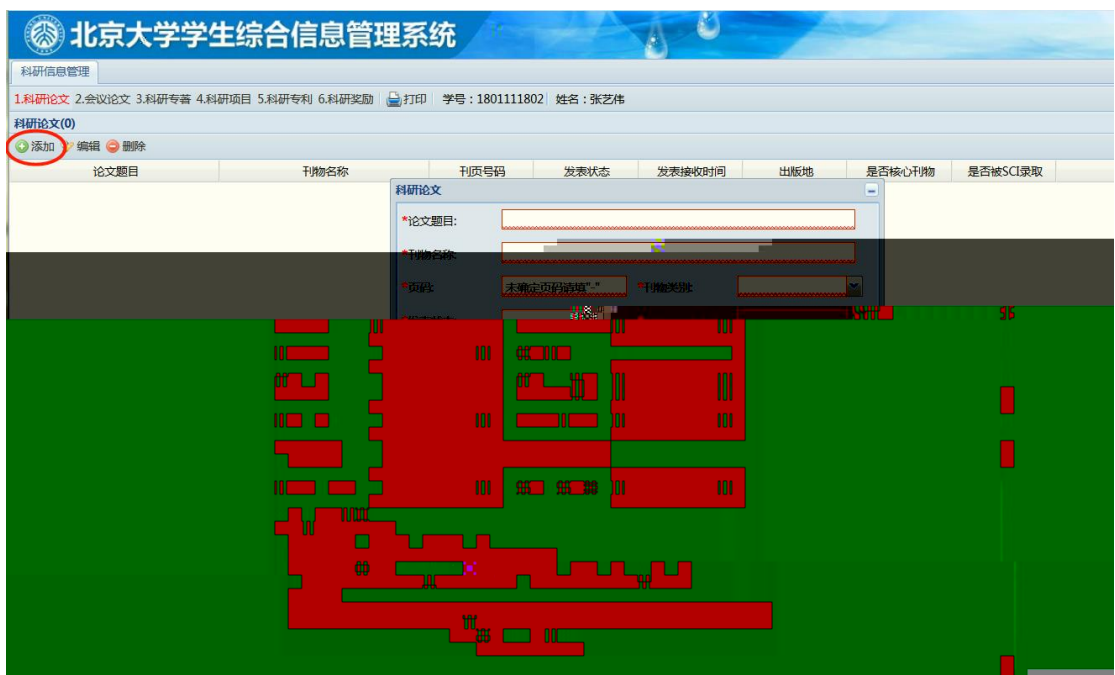 北京大学学生综合信息管理系统
科研信息管理
1.科研论文 2.会议论文 3.科研专著 4.科研项目 5.科研专利 6.科研奖励 打印 学号：1801111802 姓名：张艺伟
科研论文(0)
添加 编辑 删除
论文题目 刊物名称 刊页号码 发表状态 发表接收时间 出版地 是否核心刊物 是否被SCI录取
科研论文
*论文题目:
*刊物名称:
*页码: 未确定页码请填"-" *刊物类别: